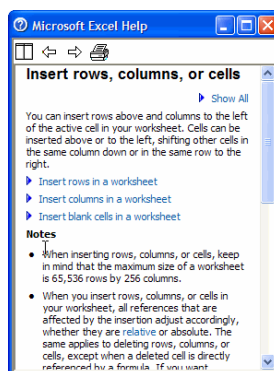 Microsoft Excel Help
Insert rows, columns, or cells
Show All
You can insert rows above and columns to the left
of the active cell in your worksheet. Cells can be
inserted above or to the left, shifting other cells in
the same column down or in the same row to the
right.
Insert rows in a worksheet
Insert columns in a worksheet
Insert blank cells in a worksheet
Notes
When inserting rows, columns, or cells, keep
in mind that the maximum size of a worksheet
is 65,536 rows by 256 columns.
When you insert rows, columns, or cells in
your worksheet, all references that are
affected by the insertion adjust accordingly,
whether they are relative or absolute. The
same applies to deleting rows, columns, or
cells, except when a deleted cell is directly
referenced by a formula. If you want